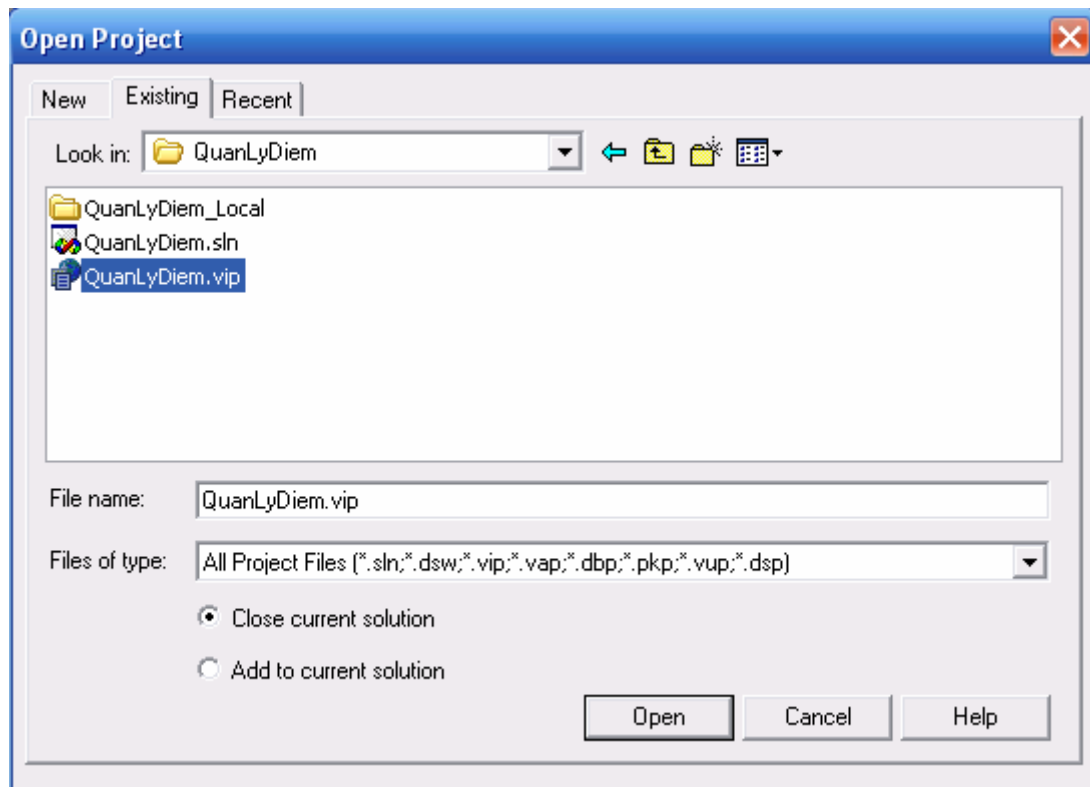 Open Project
New Existing Recent
Look in: QuanLyDiem
QuanLyDiem_Local
QuanLyDiem.sln
QuanLyDiem.vip
File name: QuanLyDiem.vip
Files of type: All Project Files (*.sln;*.dsw;*.vip;*.vap;*.dbp;*.pkp;*.vup;*.dsp)
Close current solution
Add to current solution
Open Cancel Help